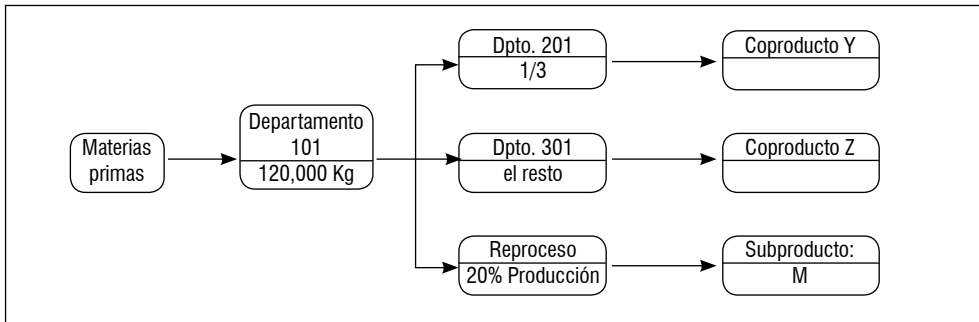 Materias
primas
Departamento
101
120,000 Kg
Dpto. 201
1/3
Coproducto Y
Dpto. 301
el resto
Coproducto Z
Reproceso
20% Producción
Subproducto:
M